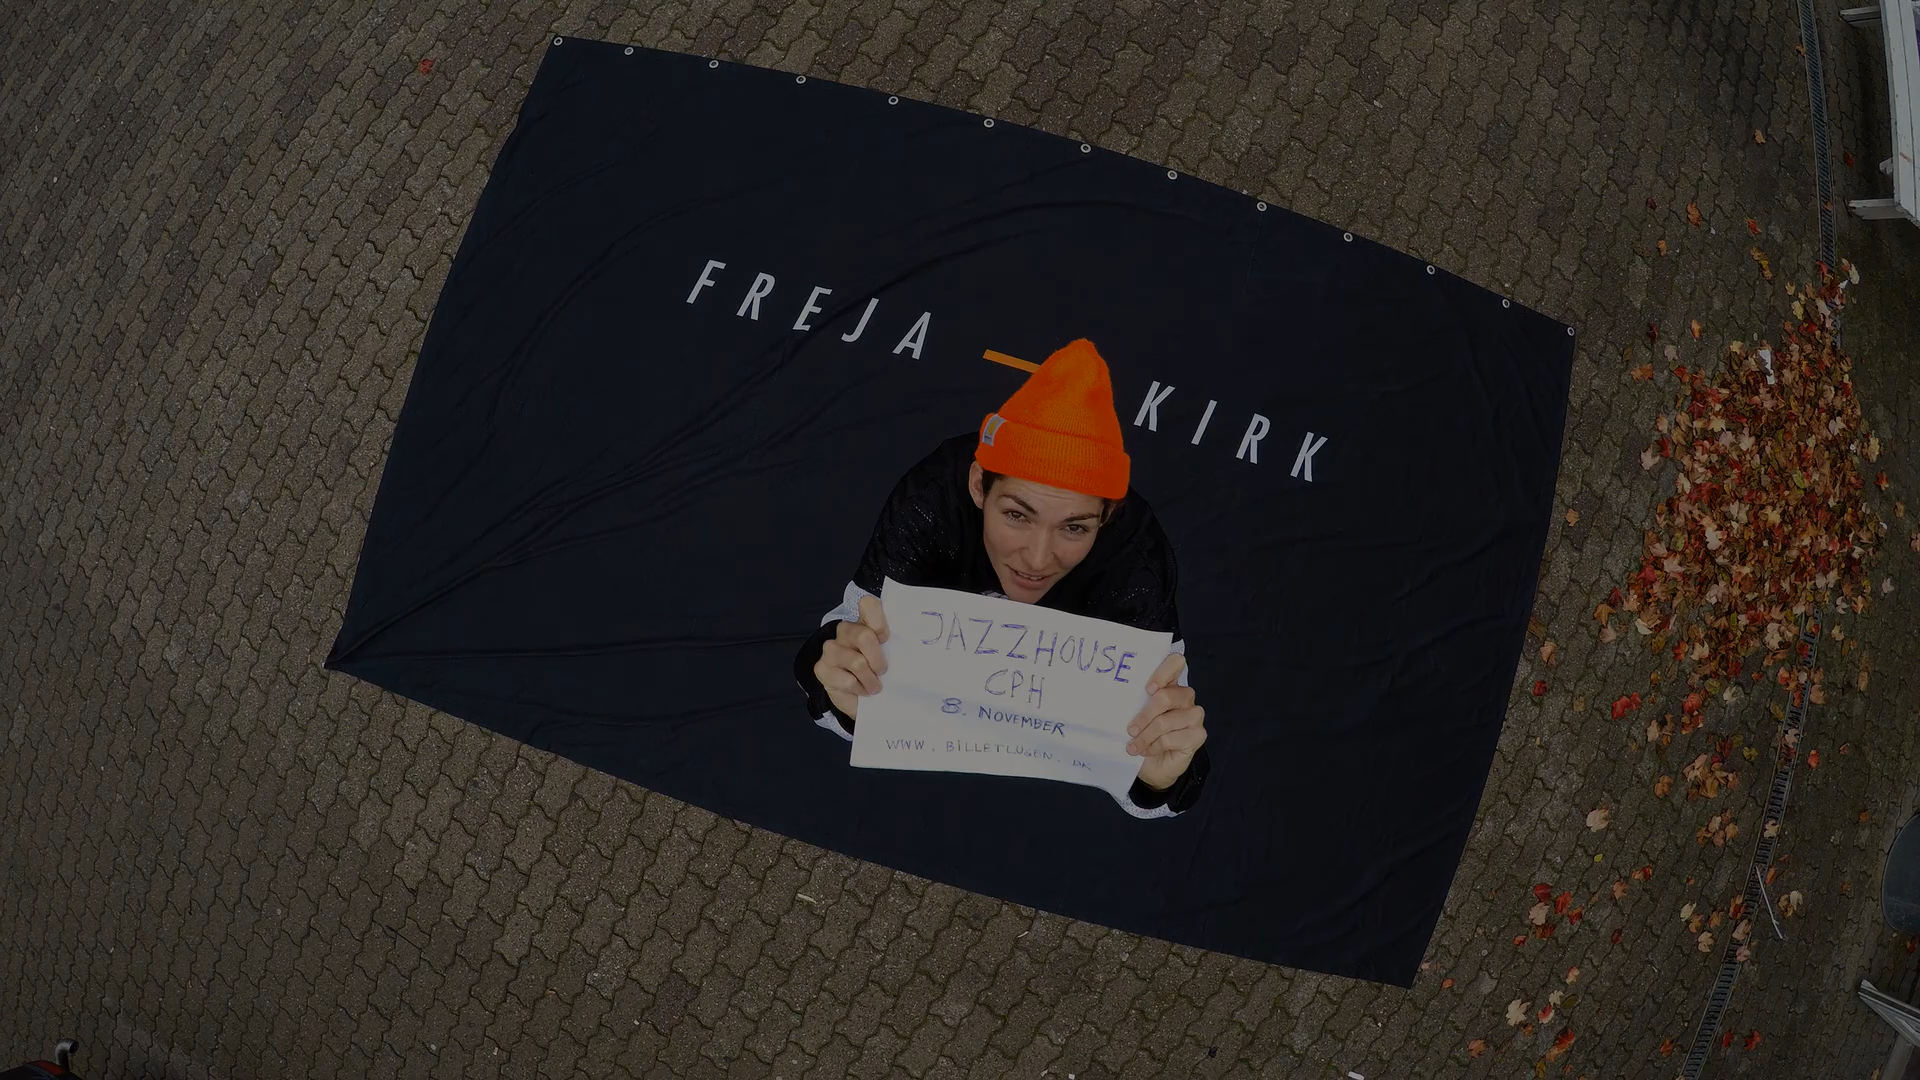 FREJA — KIRK
JAZZHOUSE
CPH
8. NOVEMBER
WWW. BILLETLUGEN. DK